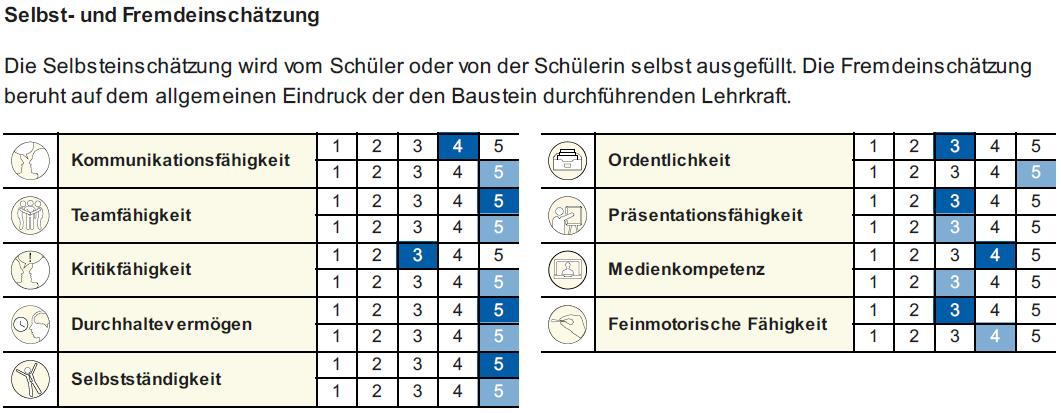 Selbst- und Fremdeinschätzung
Die Selbsteinschätzung wird vom Schüler oder von der Schülerin selbst ausgefüllt. Die Fremdeinschätzung
beruht auf dem allgemeinen Eindruck der den Baustein durchführenden Lehrkraft.
Kommunikationsfähigkeit
1 2 3 4 5
1 2 3 4 5
Teamfähigkeit
1 2 3 4 5
1 2 3 4 5
Kritikfähigkeit
1 2 3 4 5
1 2 3 4 5
Durchhaltevermögen
1 2 3 4 5
1 2 3 4 5
Selbstständigkeit
1 2 3 4 5
1 2 3 4 5
Ordentlichkeit
1 2 3 4 5
1 2 3 4 5
Präsentationsfähigkeit
1 2 3 4 5
1 2 3 4 5
Medienkompetenz
1 2 3 4 5
1 2 3 4 5
Feinmotorische Fähigkeit
1 2 3 4 5
1 2 3 4 5